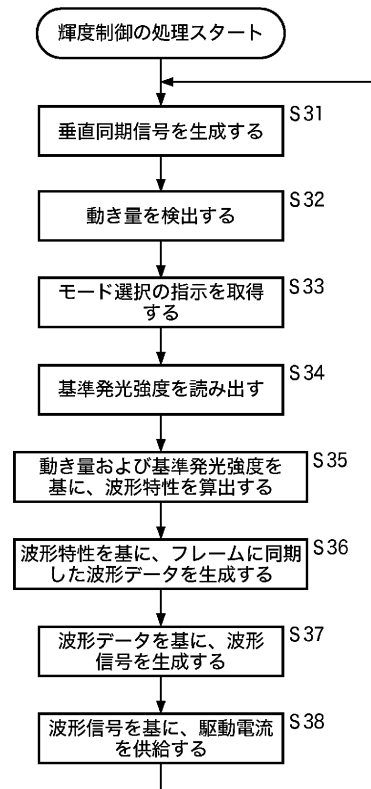 輝度制御の処理スタート
S31
垂直同期信号を生成する
S32
動き量を検出する
S33
モード選択の指示を取得
する
S34
基準発光強度を読み出す
S35
動き量および基準発光強度を
基に、波形特性を算出する
S36
波形特性を基に、フレームに同期
した波形データを生成する
S37
波形データを基に、波形
信号を生成する
S38
波形信号を基に、駆動電流
を供給する